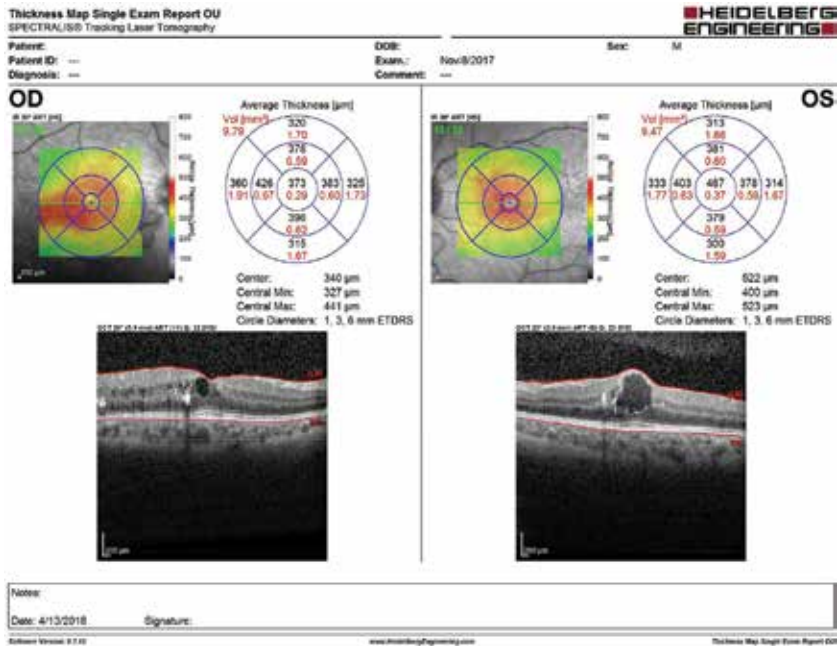 Thickness Map Single Exam Report OU
SPECTRALIS® Tracking Laser Tomography
HEIDELBERG
ENGINEERING
Patient:
DOB:
Sex: M
Patient ID: ---
Exam.: Nov/8/2017
Diagnosis: ---
Comment: ---
OD
Average Thickness [µm]
Vol [mm³]
9.79
320
1.70
376
0.59
360 426 373 383 325
1.91 0.67 0.29 0.60 1.73
396
0.62
315
1.67
Center: 340 µm
Central Min: 327 µm
Central Max: 441 µm
Circle Diameters: 1, 3, 6 mm ETDRS
200 µm
OS
Average Thickness [µm]
Vol [mm³]
9.47
313
1.66
381
0.60
333 403 467 378 314
1.77 0.63 0.37 0.59 1.67
379
0.59
300
1.59
Center: 522 µm
Central Min: 400 µm
Central Max: 523 µm
Circle Diameters: 1, 3, 6 mm ETDRS
200 µm
Notes:
Date: 4/13/2018 Signature:
www.HeidelbergEngineering.com
Thickness Map Single Exam Report OU